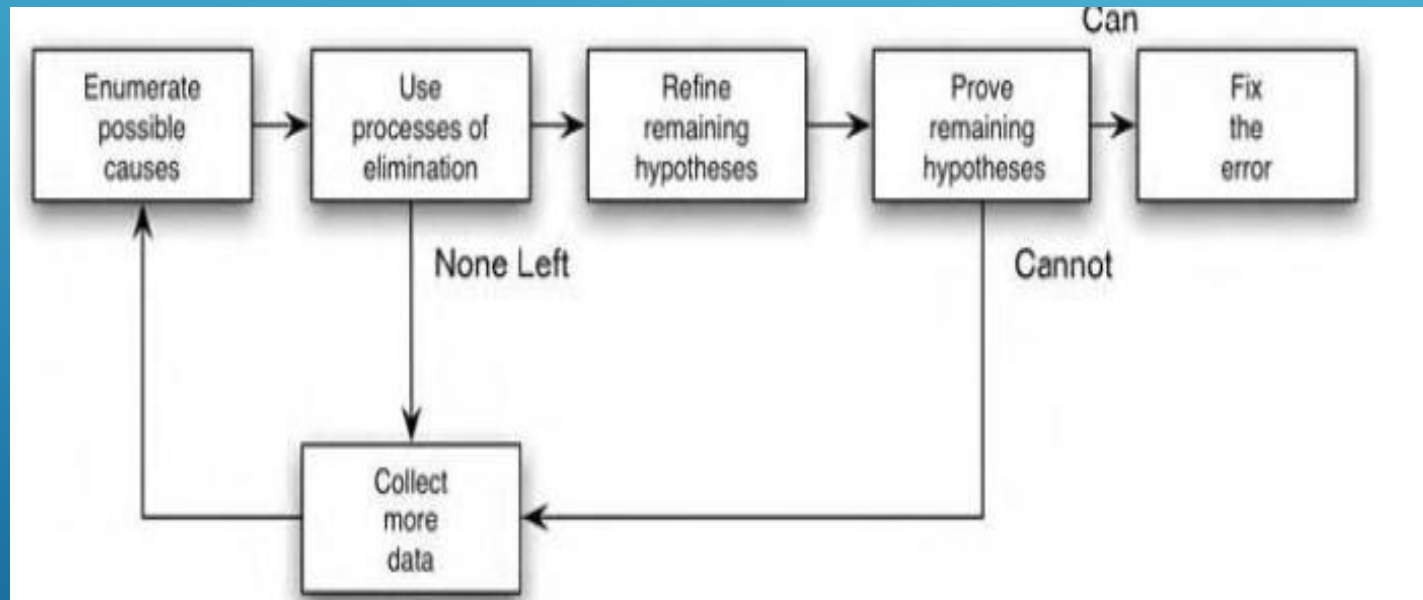 Can
Enumerate
possible
causes
Use
processes of
elimination
Refine
remaining
hypotheses
Prove
remaining
hypotheses
Fix
the
error
None Left
Cannot
Collect
more
data